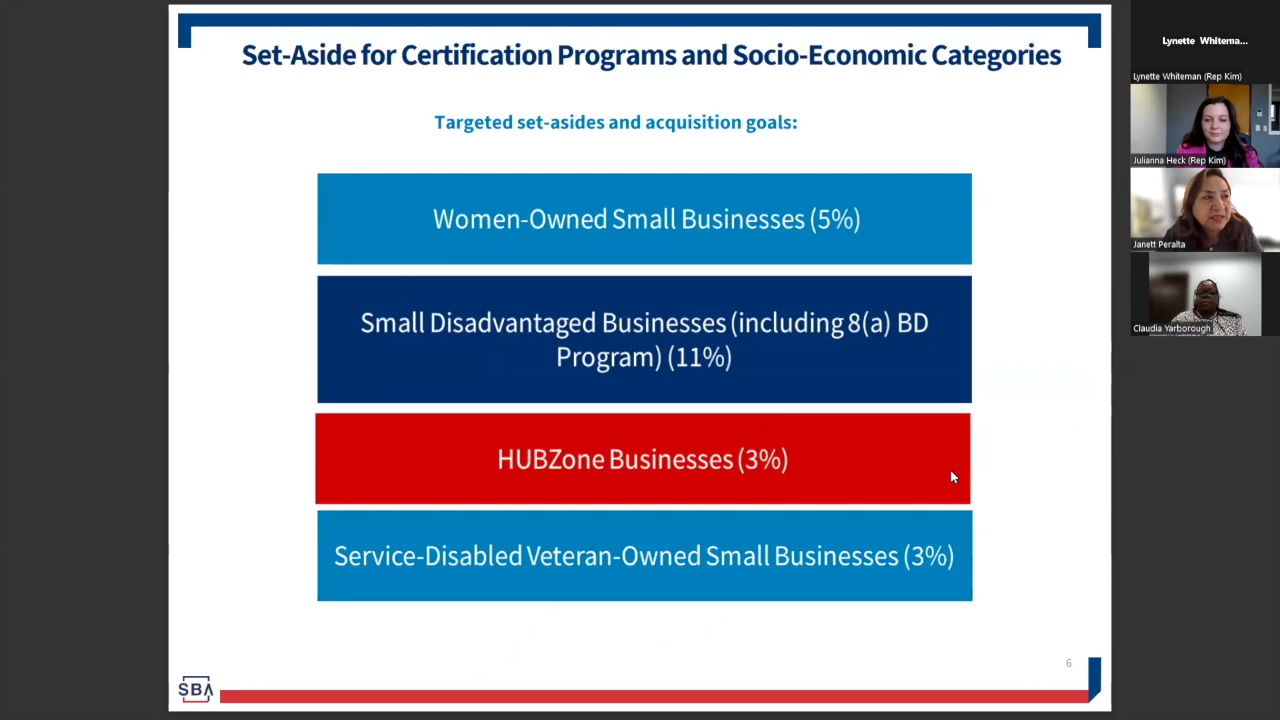 Set-Aside for Certification Programs and Socio-Economic Categories
Targeted set-asides and acquisition goals:
Women-Owned Small Businesses (5%)
Small Disadvantaged Businesses (including 8(a) BD
Program) (11%)
HUBZone Businesses (3%)
Service-Disabled Veteran-Owned Small Businesses (3%)
6
SBA
Lynette Whitema...
Lynette Whiteman (Rep Kim)
Julianna Heck (Rep Kim)
Janett Peralta
Claudia Yarborough